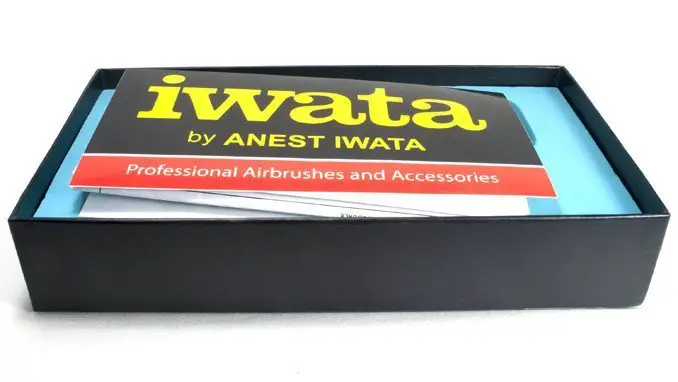 iwata
by ANEST IWATA
Professional Airbrushes and Accessories